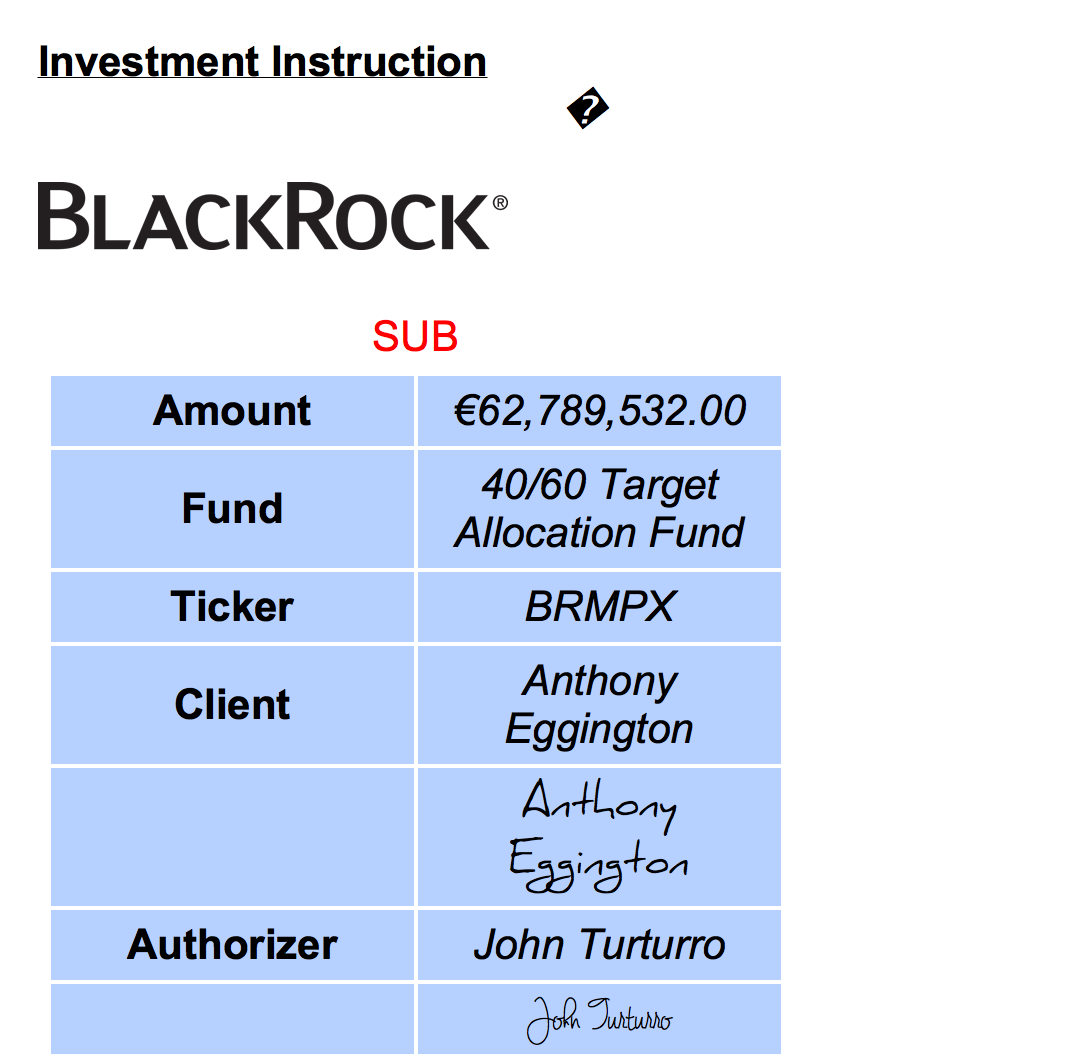 Investment Instruction
�
BLACKROCK®
SUB
Amount €62,789,532.00
Fund 40/60 Target
Allocation Fund
Ticker BRMPX
Client Anthony
Eggington
Anthony
Eggington
Authorizer John Turturro
John Turturro